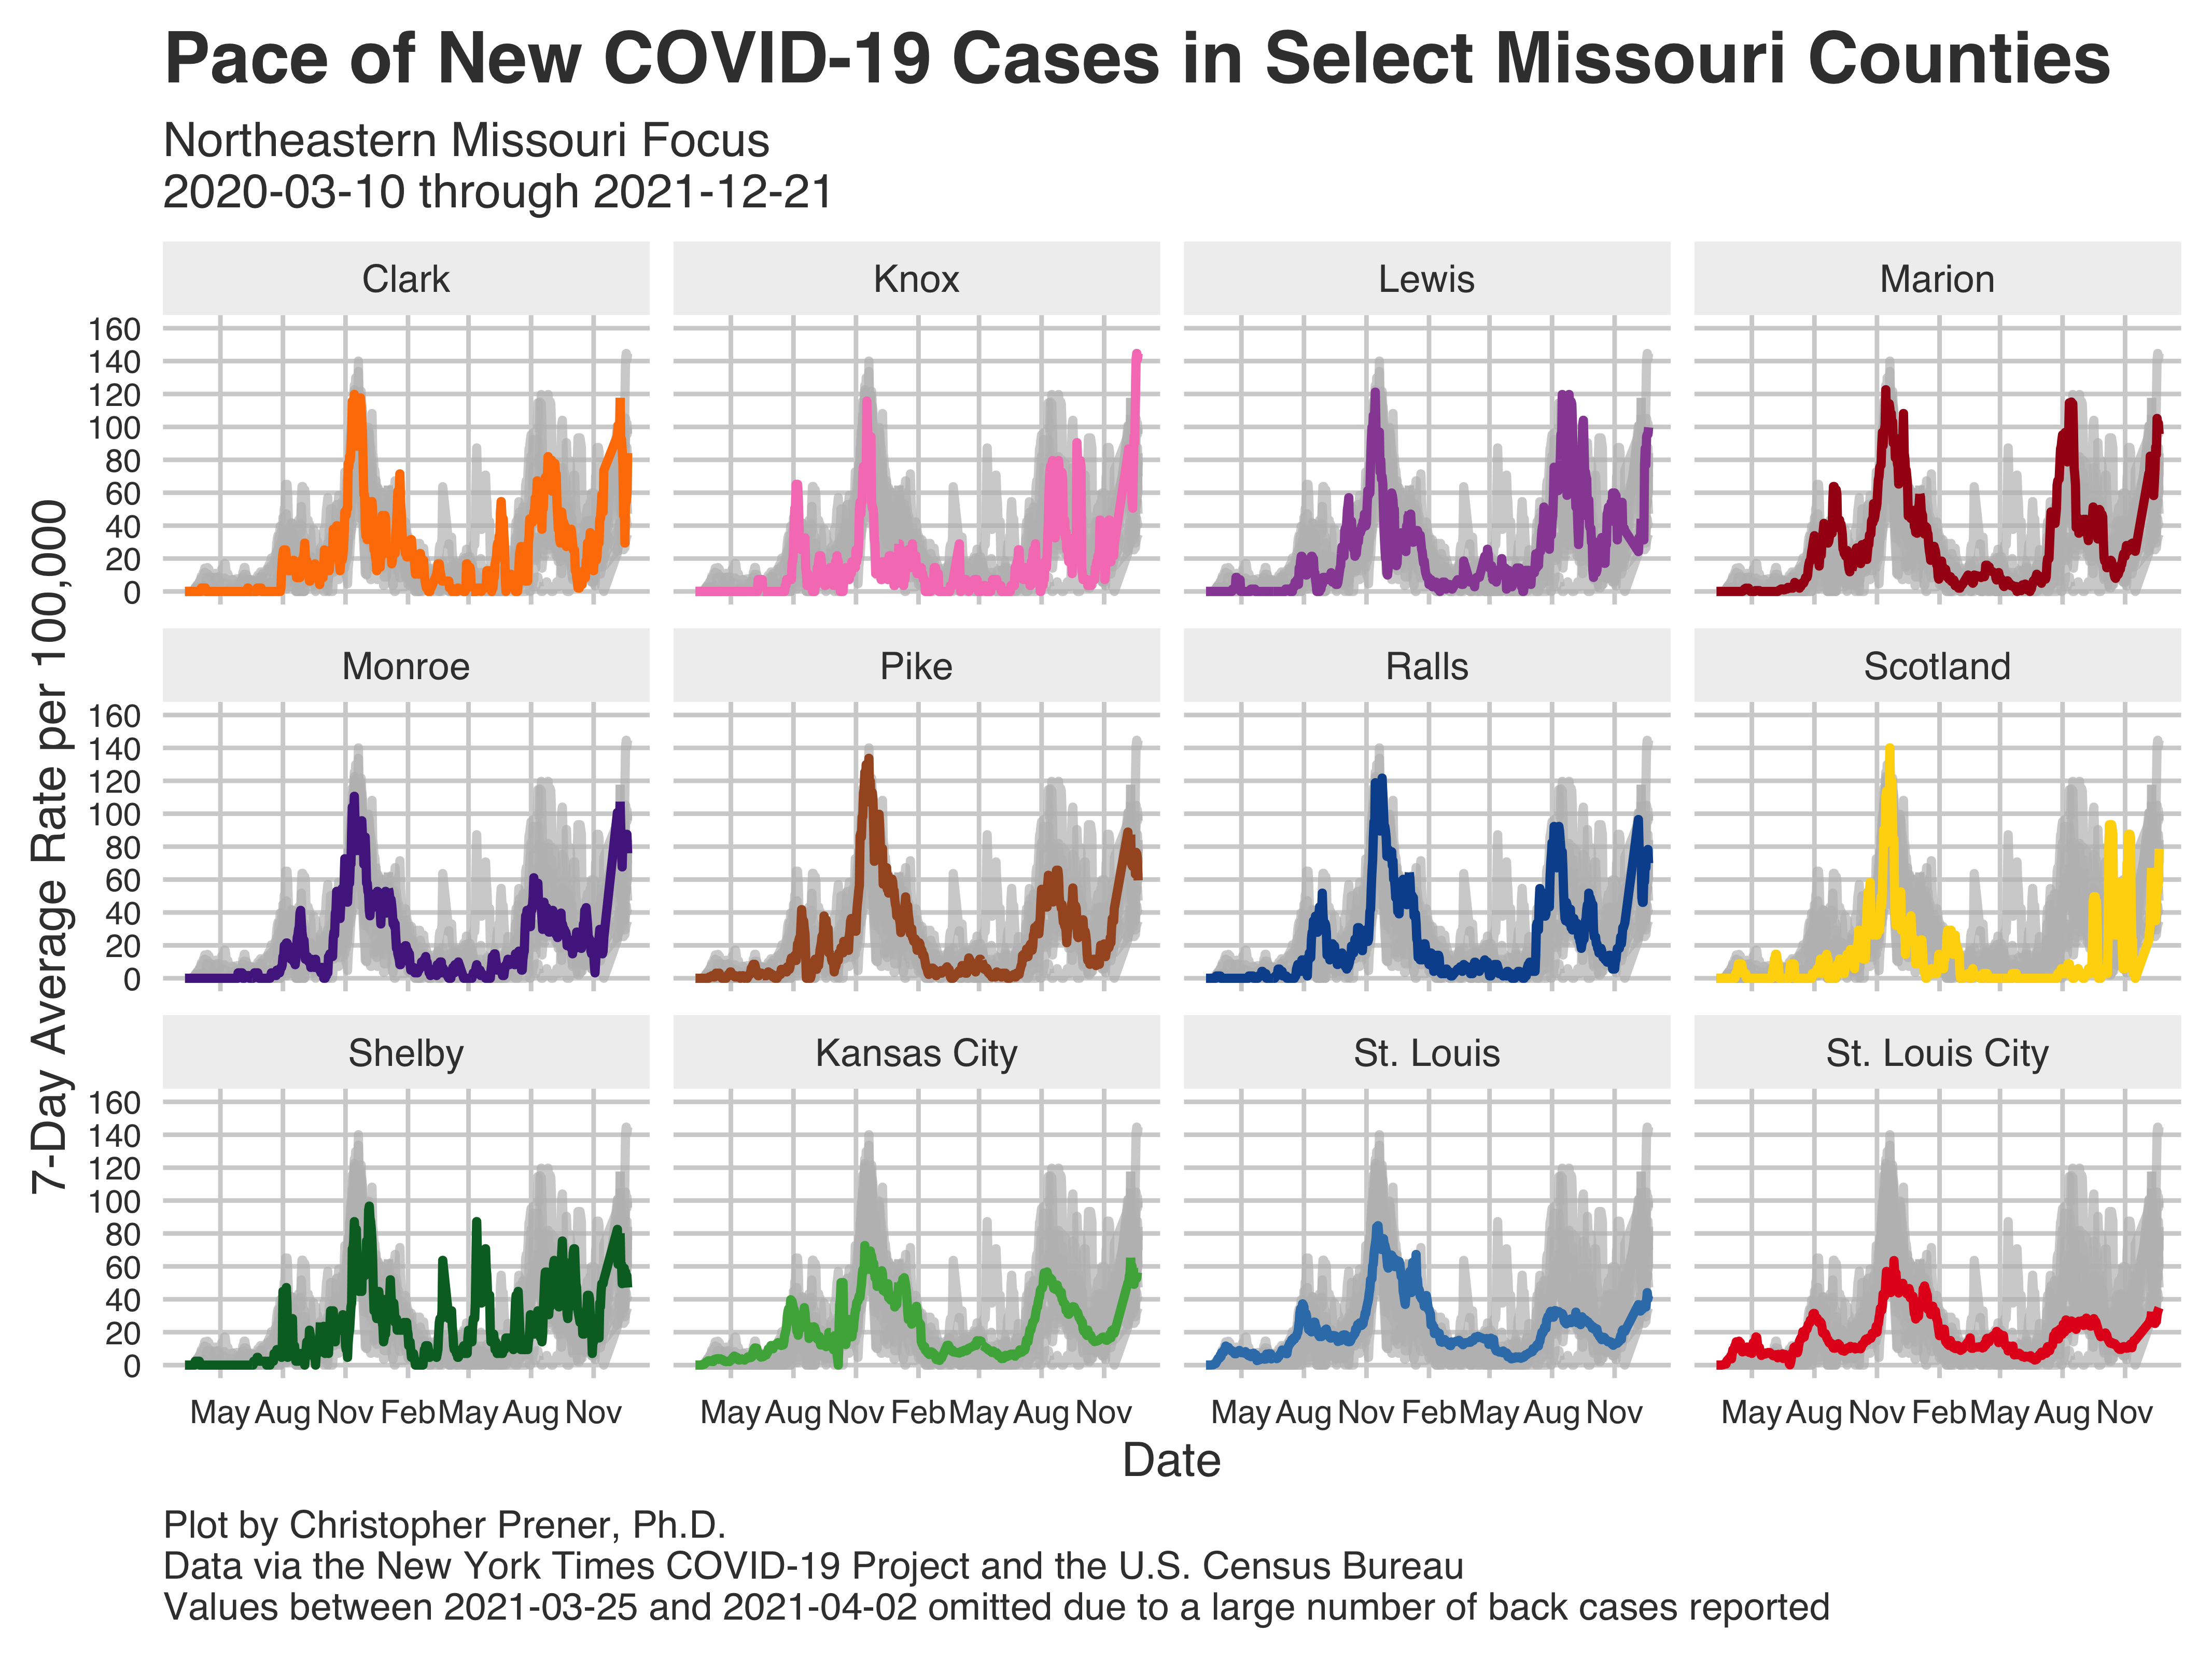 Pace of New COVID-19 Cases in Select Missouri Counties
Northeastern Missouri Focus
2020-03-10 through 2021-12-21
Clark Knox Lewis Marion
160
140
120
100
80
60
40
20
0
Monroe Pike Ralls Scotland
160
140
120
100
80
60
40
20
0
Shelby Kansas City St. Louis St. Louis City
160
140
120
100
80
60
40
20
0
7-Day Average Rate per 100,000
May Aug Nov Feb May Aug Nov May Aug Nov Feb May Aug Nov May Aug Nov Feb May Aug Nov May Aug Nov Feb May Aug Nov
Date
Plot by Christopher Prener, Ph.D.
Data via the New York Times COVID-19 Project and the U.S. Census Bureau
Values between 2021-03-25 and 2021-04-02 omitted due to a large number of back cases reported